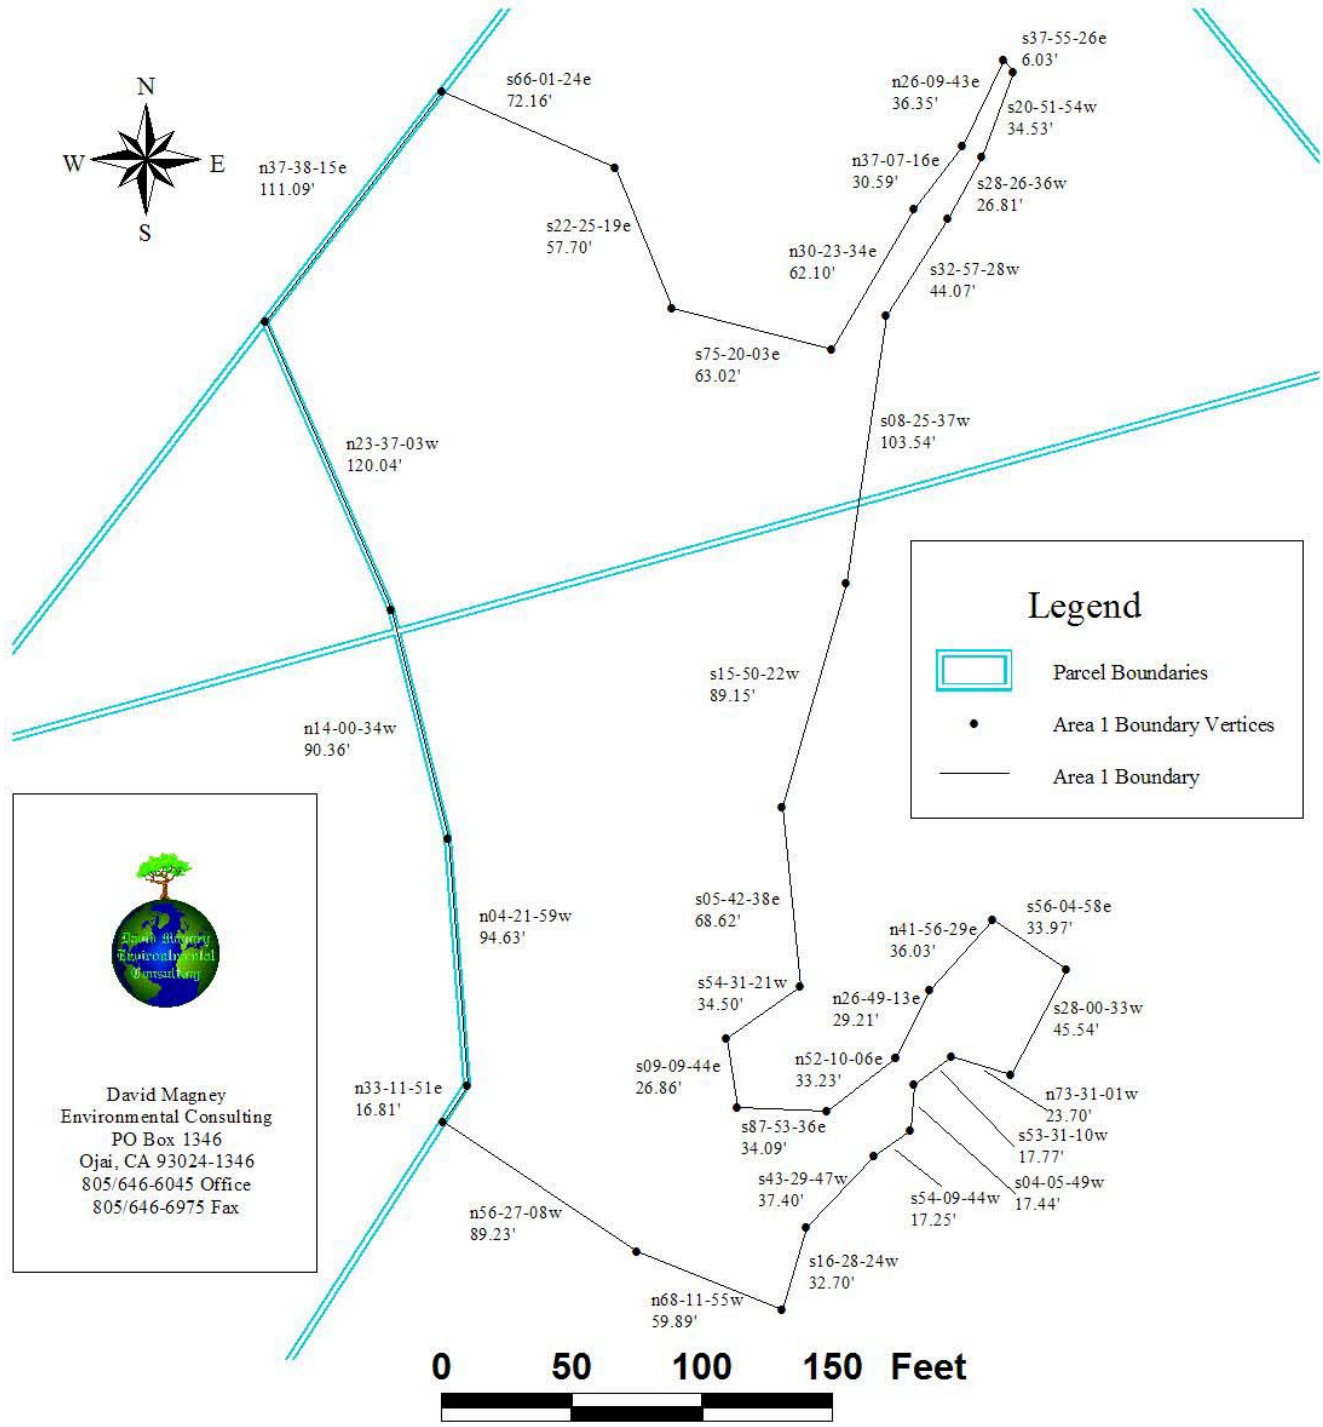 s37-55-26e
6.03'
s66-01-24e
72.16'
n26-09-43e
36.35'
N
W
E
S
s20-51-54w
34.53'
n37-38-15e
111.09'
n37-07-16e
30.59'
s28-26-36w
26.81'
s22-25-19e
57.70'
n30-23-34e
62.10'
s32-57-28w
44.07'
s75-20-03e
63.02'
s08-25-37w
103.54'
n23-37-03w
120.04'
Legend
Parcel Boundaries
Area 1 Boundary Vertices
Area 1 Boundary
s15-50-22w
89.15'
n14-00-34w
90.36'
David Magney
Environmental
Consulting
s05-42-38e
68.62'
n04-21-59w
94.63'
s56-04-58e
33.97'
n41-56-29e
36.03'
s54-31-21w
34.50'
n26-49-13e
29.21'
s28-00-33w
45.54'
s09-09-44e
26.86'
n52-10-06e
33.23'
n33-11-51e
16.81'
n73-31-01w
23.70'
s87-53-36e
34.09'
s53-31-10w
17.77'
s43-29-47w
37.40'
s04-05-49w
17.44'
s54-09-44w
17.25'
n56-27-08w
89.23'
s16-28-24w
32.70'
n68-11-55w
59.89'
David Magney
Environmental Consulting
PO Box 1346
Ojai, CA 93024-1346
805/646-6045 Office
805/646-6975 Fax
0 50 100 150 Feet